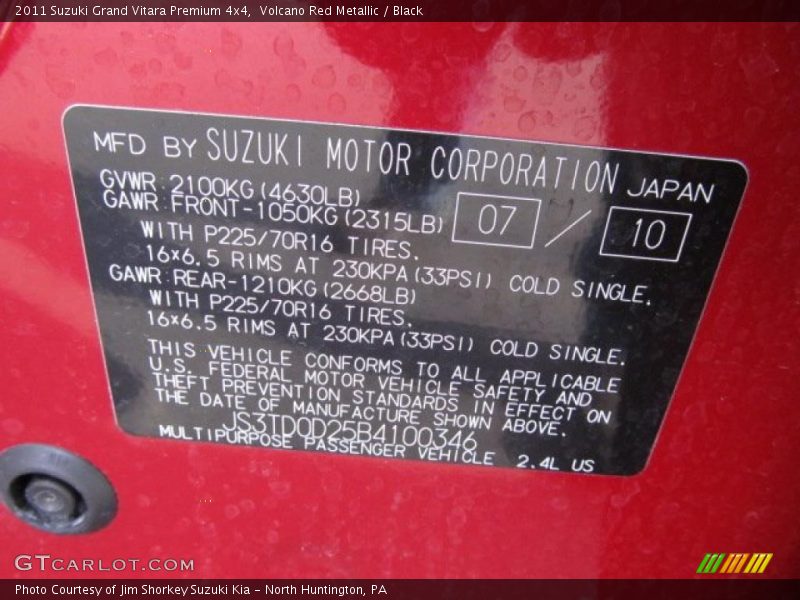 2011 Suzuki Grand Vitara Premium 4x4,  Volcano Red Metallic / Black
MFD BY SUZUKI MOTOR CORPORATION JAPAN
GVWR:2100KG(4630LB)
GAWR:FRONT-1050KG(2315LB) 07 / 10
WITH P225/70R16 TIRES.
16×6.5 RIMS AT 230KPA(33PSI) COLD SINGLE.
GAWR:REAR-1210KG(2668LB)
WITH P225/70R16 TIRES.
16×6.5 RIMS AT 230KPA(33PSI) COLD SINGLE.
THIS VEHICLE CONFORMS TO ALL APPLICABLE
U.S. FEDERAL MOTOR VEHICLE SAFETY AND
THEFT PREVENTION STANDARDS IN EFFECT ON
THE DATE OF MANUFACTURE SHOWN ABOVE.
JS3TD0D25B4100346
MULTIPURPOSE PASSENGER VEHICLE 2.4L US
GTCARLOT.COM
Photo Courtesy of Jim Shorkey Suzuki Kia – North Huntington, PA